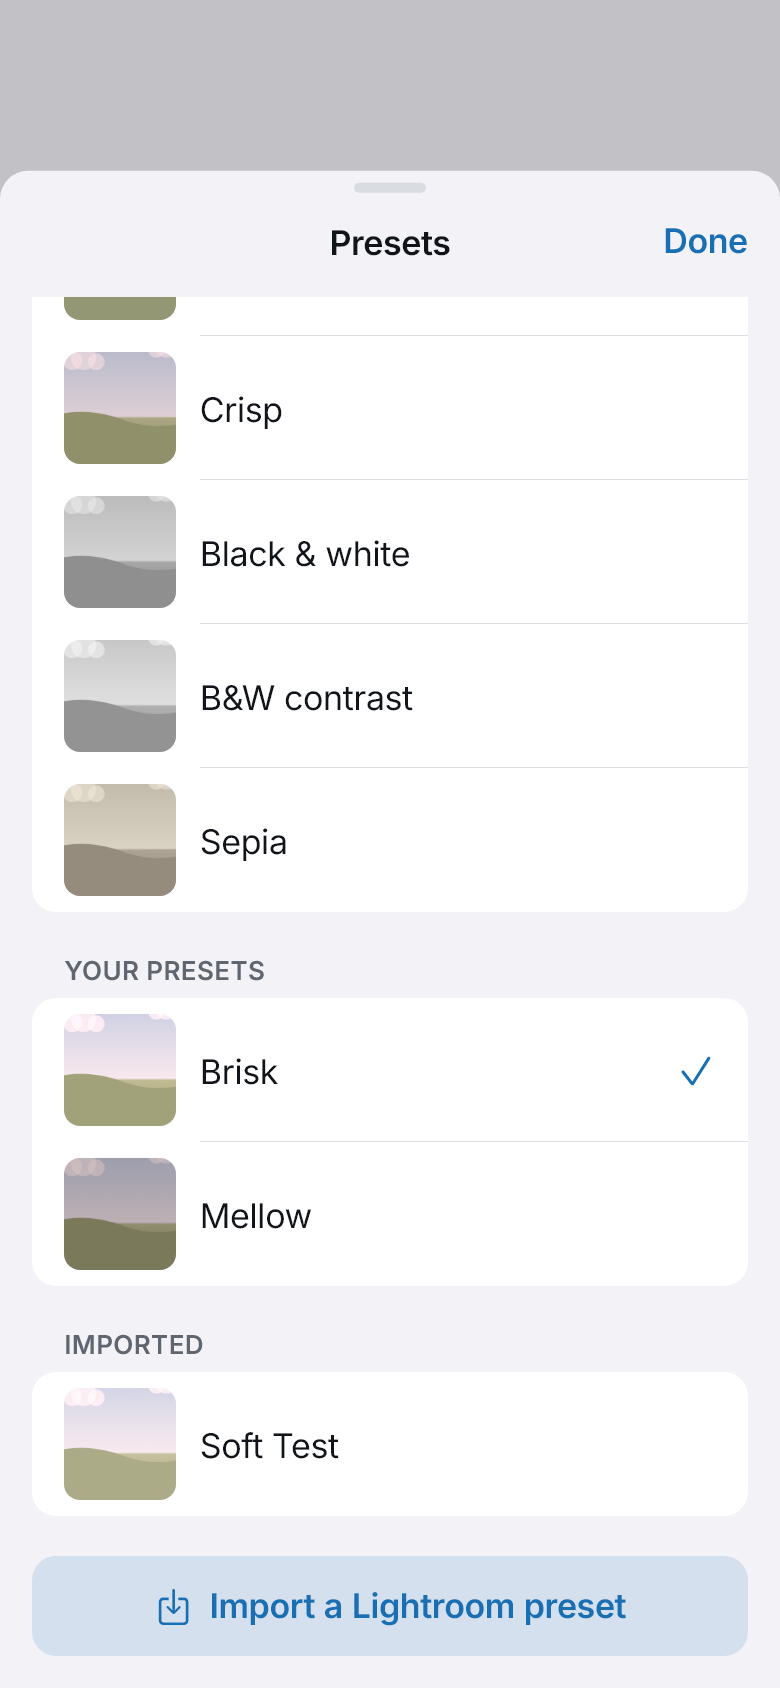 Presets
Done
Crisp
Black & white
B&W contrast
Sepia
YOUR PRESETS
Brisk
Mellow
IMPORTED
Soft Test
Import a Lightroom preset